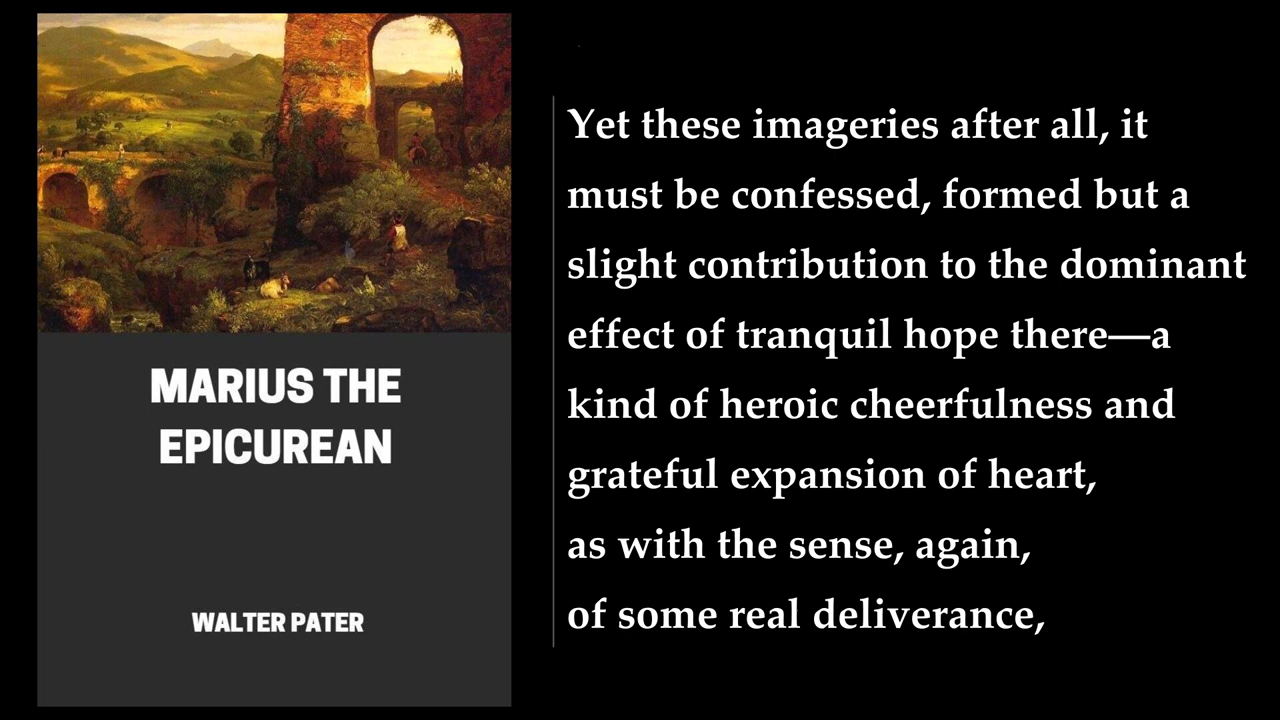 MARIUS THE
EPICUREAN
WALTER PATER
Yet these imageries after all, it
must be confessed, formed but a
slight contribution to the dominant
effect of tranquil hope there—a
kind of heroic cheerfulness and
grateful expansion of heart,
as with the sense, again,
of some real deliverance,